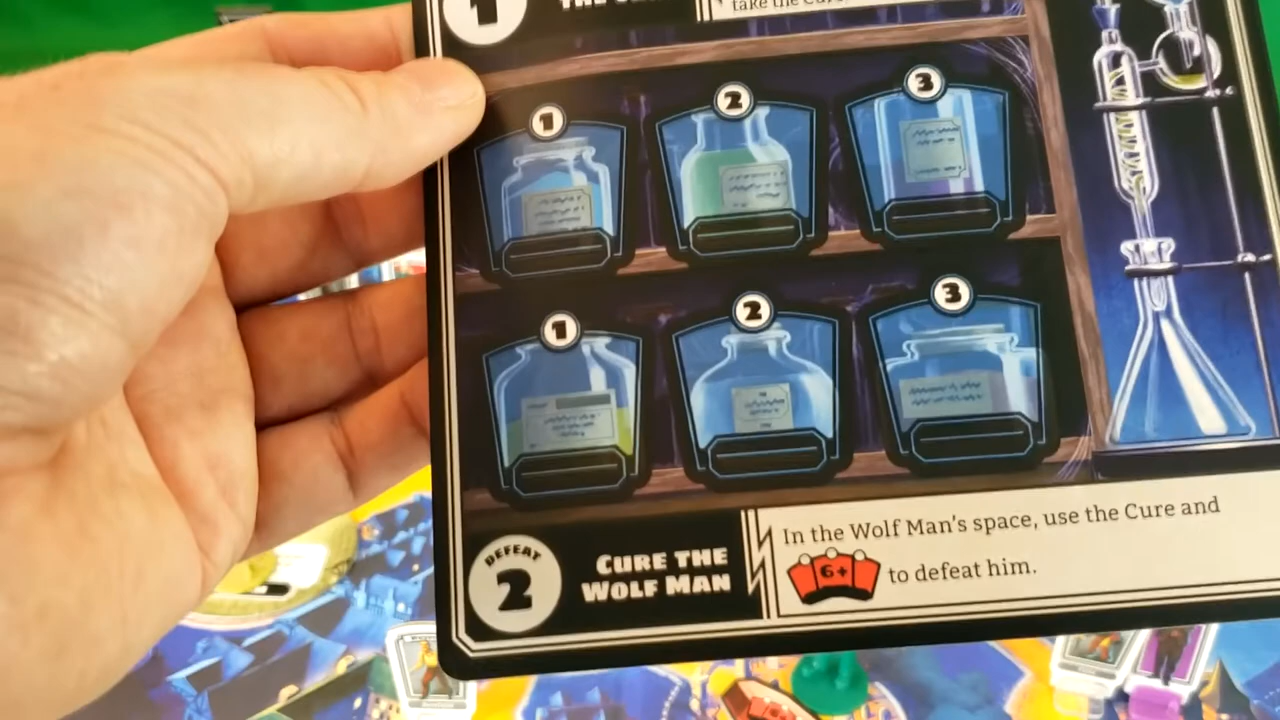 1
take the
1 2 3
1 2 3
DEFEAT
2
CURE THE
WOLF MAN
In the Wolf Man's space, use the Cure and
6+ to defeat him.